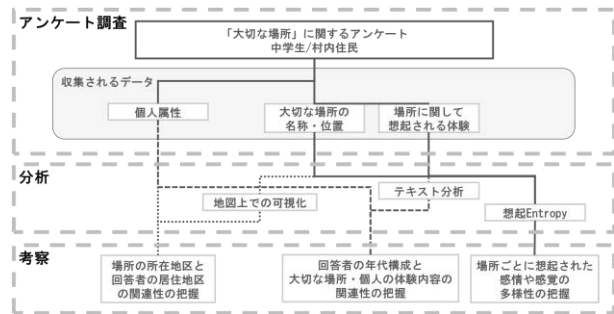 アンケート調査
「大切な場所」に関するアンケート
中学生/村内住民
収集されるデータ
個人属性
大切な場所の
名称・位置
場所に関して
想起される体験
分析
地図上での可視化
テキスト分析
想起Entropy
考察
場所の所在地区と
回答者の居住地区
の関連性の把握
回答者の年代構成と
大切な場所・個人の体験内容の
関連性の把握
場所ごとに想起された
感情や感覚の
多様性の把握